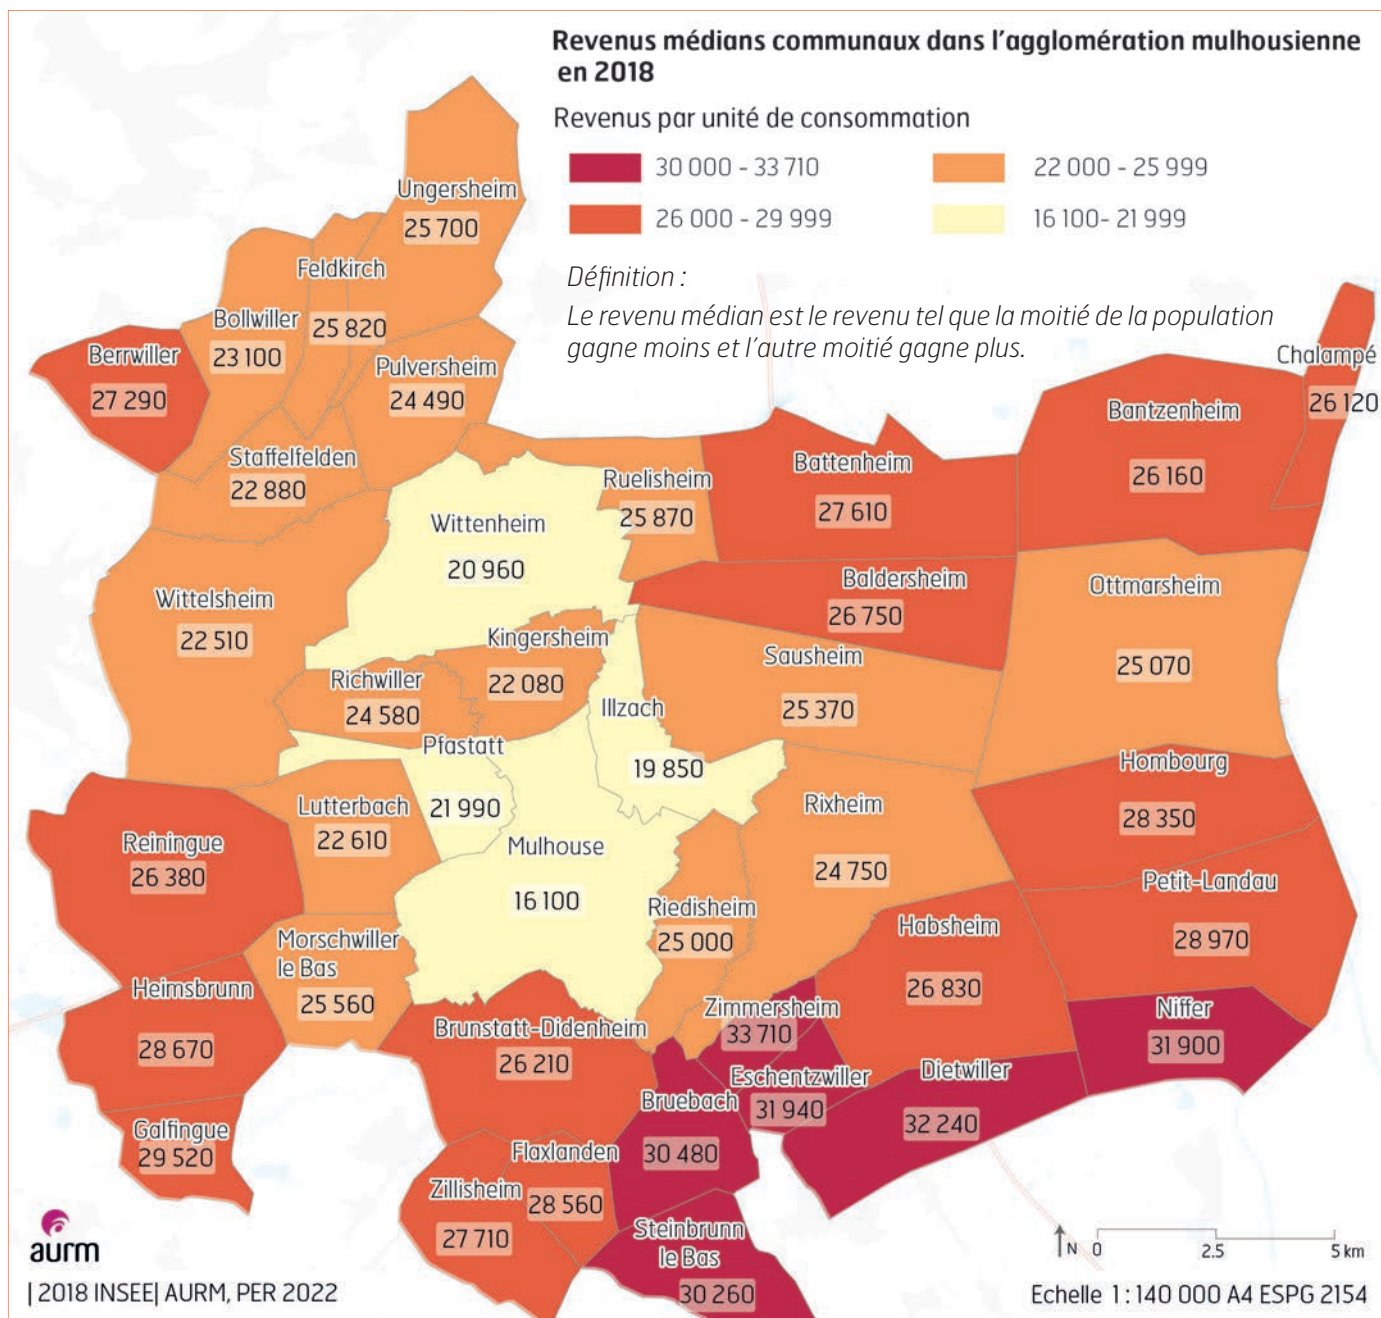 Revenus médians communaux dans l'agglomération mulhousienne
en 2018
Revenus par unité de consommation
30 000 - 33 710
22 000 - 25 999
26 000 - 29 999
16 100- 21 999
Définition :
Le revenu médian est le revenu tel que la moitié de la population
gagne moins et l'autre moitié gagne plus.
Ungersheim
25 700
Feldkirch
25 820
Bollwiller
23 100
Berrwiller
27 290
Pulversheim
24 490
Staffelfelden
22 880
Chalampé
26 120
Bantzenheim
26 160
Battenheim
27 610
Ruelisheim
25 870
Wittenheim
20 960
Baldersheim
26 750
Ottmarsheim
25 070
Wittelsheim
22 510
Kingersheim
22 080
Sausheim
25 370
Richwiller
24 580
Illzach
19 850
Pfastatt
21 990
Hombourg
28 350
Lutterbach
22 610
Rixheim
24 750
Reiningue
26 380
Mulhouse
16 100
Petit-Landau
28 970
Riedisheim
25 000
Habsheim
26 830
Morschwiller
le Bas
25 560
Heimsbrunn
28 670
Zimmersheim
33 710
Niffer
31 900
Brunstatt-Didenheim
26 210
Eschentzwiller
31 940
Dietwiller
32 240
Bruebach
30 480
Galfingue
29 520
Flaxlanden
28 560
Zillisheim
27 710
Steinbrunn
le Bas
30 260
aurm
| 2018 INSEE| AURM, PER 2022
N 0 2.5 5 km
Echelle 1 : 140 000 A4 ESPG 2154